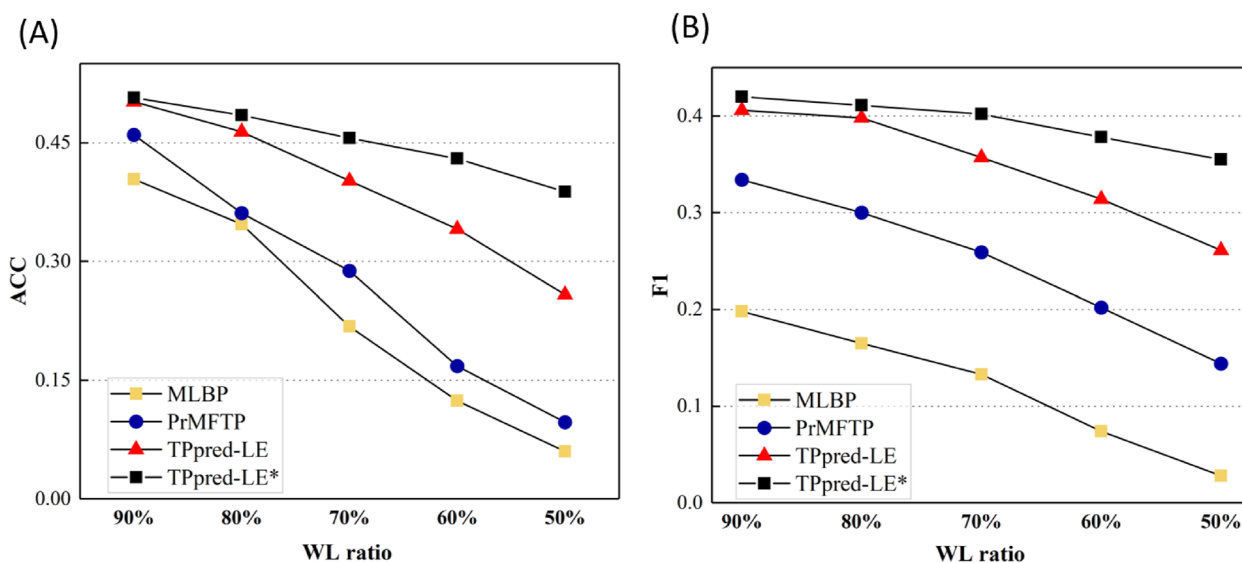 (A)
ACC
0.45
0.30
0.15
0.00
MLBP
PrMFTP
TPpred-LE
TPpred-LE*
90% 80% 70% 60% 50%
WL ratio
(B)
F1
0.4
0.3
0.2
0.1
0.0
MLBP
PrMFTP
TPpred-LE
TPpred-LE*
90% 80% 70% 60% 50%
WL ratio